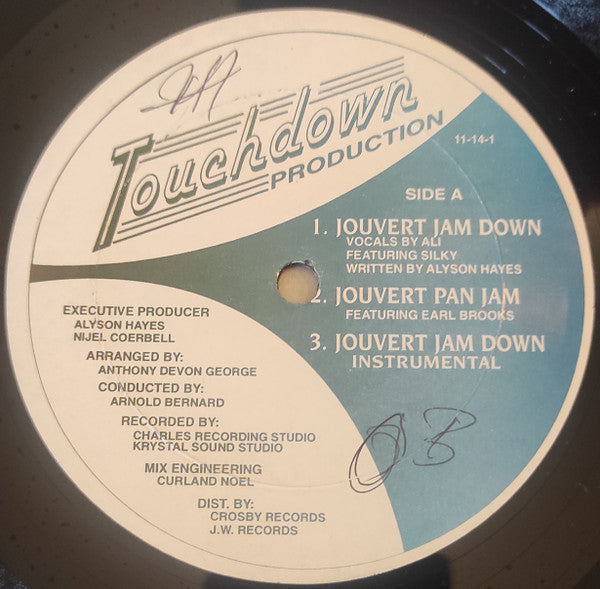 Touchdown
PRODUCTION
11-14-1
SIDE A
1. JOUVERT JAM DOWN
VOCALS BY ALI
FEATURING SILKY
WRITTEN BY ALYSON HAYES
2. JOUVERT PAN JAM
FEATURING EARL BROOKS
3. JOUVERT JAM DOWN
INSTRUMENTAL
EXECUTIVE PRODUCER
ALYSON HAYES
NIJEL COERBELL
ARRANGED BY:
ANTHONY DEVON GEORGE
CONDUCTED BY:
ARNOLD BERNARD
RECORDED BY:
CHARLES RECORDING STUDIO
KRYSTAL SOUND STUDIO
MIX ENGINEERING
CURLAND NOEL
DIST. BY:
CROSBY RECORDS
J.W. RECORDS